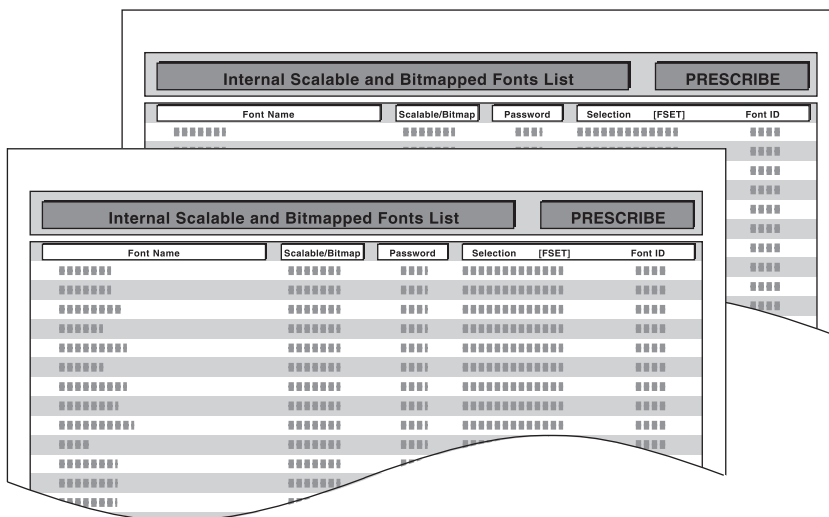 Internal Scalable and Bitmapped Fonts List PRESCRIBE
Font Name Scalable/Bitmap Password Selection [FSET] Font ID
Internal Scalable and Bitmapped Fonts List PRESCRIBE
Font Name Scalable/Bitmap Password Selection [FSET] Font ID